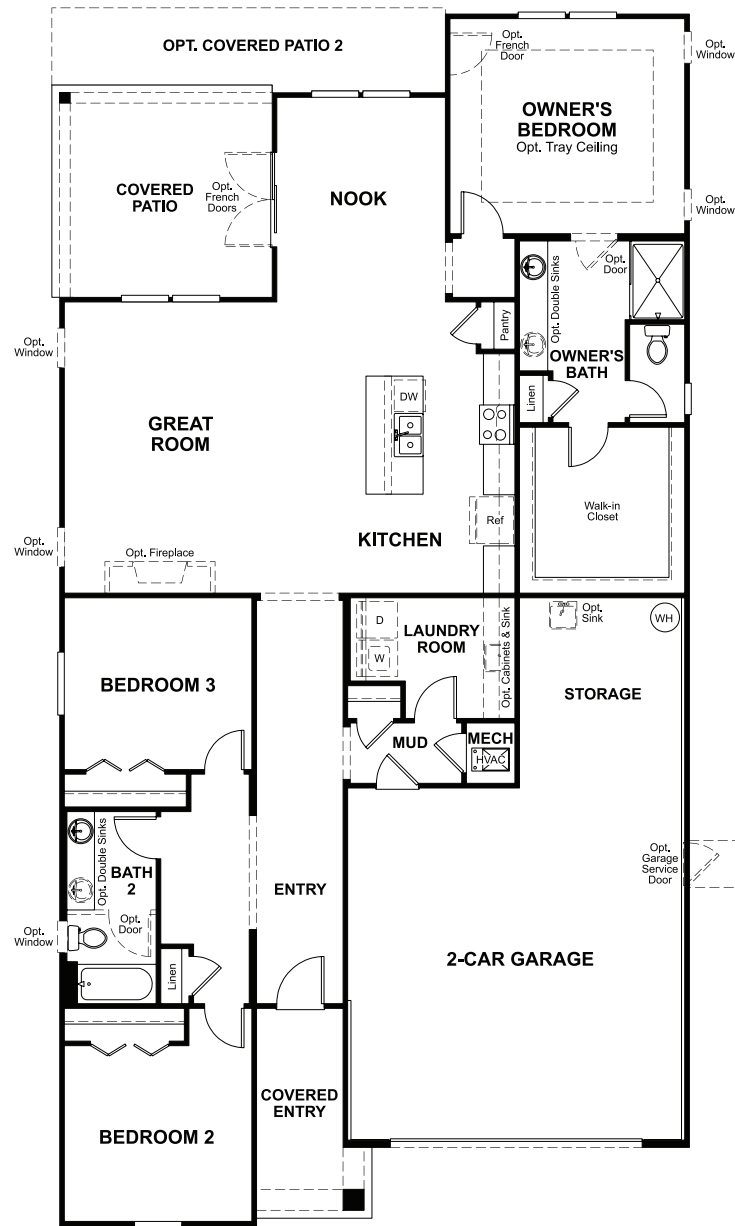 OPT. COVERED PATIO 2
Opt.
French
Door
Opt.
Window
OWNER'S
BEDROOM
Opt. Tray Ceiling
COVERED
PATIO
Opt.
French
Doors
NOOK
Opt.
Window
Opt. Double Sinks
Opt.
Door
Opt.
Window
Pantry
OWNER'S
BATH
DW
Linen
GREAT
ROOM
Walk-in
Closet
Ref
KITCHEN
Opt.
Window
Opt. Fireplace
D
W
LAUNDRY
ROOM
Opt. Cabinets & Sink
Opt.
Sink
WH
BEDROOM 3
STORAGE
MUD
MECH
HVAC
Opt. Double Sinks
BATH
2
Opt.
Door
Opt.
Window
ENTRY
Opt.
Garage
Service
Door
Linen
2-CAR GARAGE
COVERED
ENTRY
BEDROOM 2